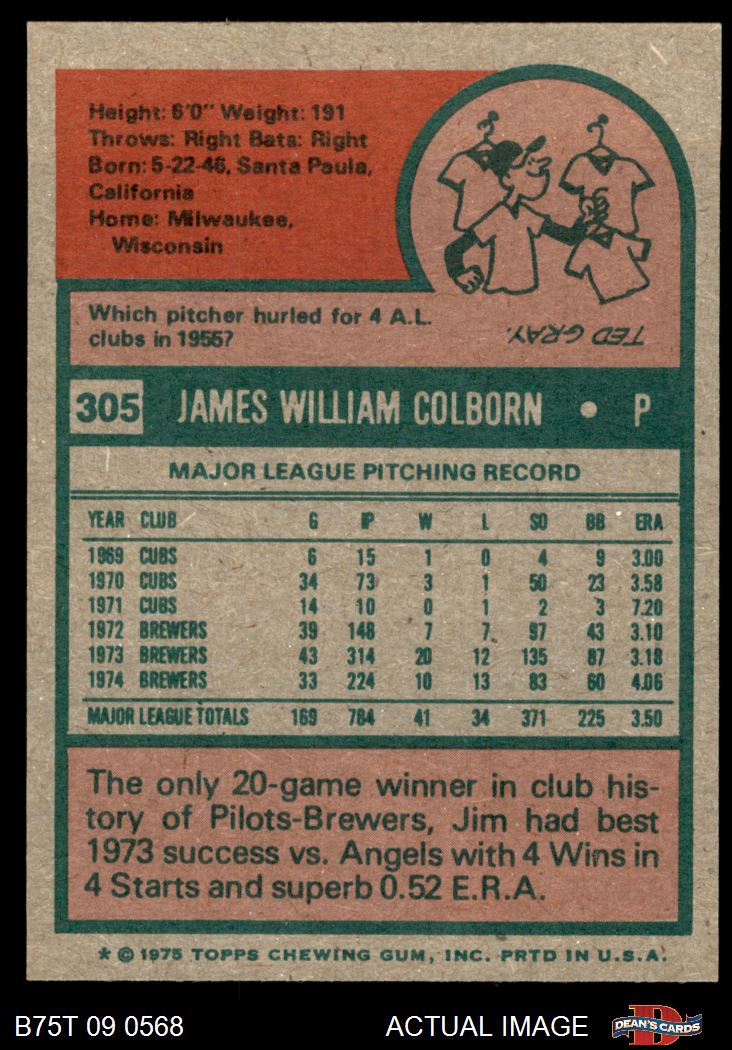 Height: 6'0" Weight: 191
Throws: Right Bats: Right
Born: 5-22-46, Santa Paula,
California
Home: Milwaukee,
Wisconsin
Which pitcher hurled for 4 A.L.
clubs in 1955?
TED GRAY.
305 JAMES WILLIAM COLBORN • P
MAJOR LEAGUE PITCHING RECORD
YEAR CLUB G IP W L SO BB ERA
1969 CUBS 6 15 1 0 4 9 3.00
1970 CUBS 34 73 3 1 50 23 3.58
1971 CUBS 14 10 0 1 2 3 7.20
1972 BREWERS 39 148 7 7 97 43 3.10
1973 BREWERS 43 314 20 12 135 87 3.18
1974 BREWERS 33 224 10 13 83 60 4.06
MAJOR LEAGUE TOTALS 169 784 41 34 371 225 3.50
The only 20-game winner in club his-
tory of Pilots-Brewers, Jim had best
1973 success vs. Angels with 4 Wins in
4 Starts and superb 0.52 E.R.A.
* © 1975 TOPPS CHEWING GUM, INC. PRTD IN U.S.A.
B75T 09 0568 ACTUAL IMAGE
D
DEAN'S CARDS